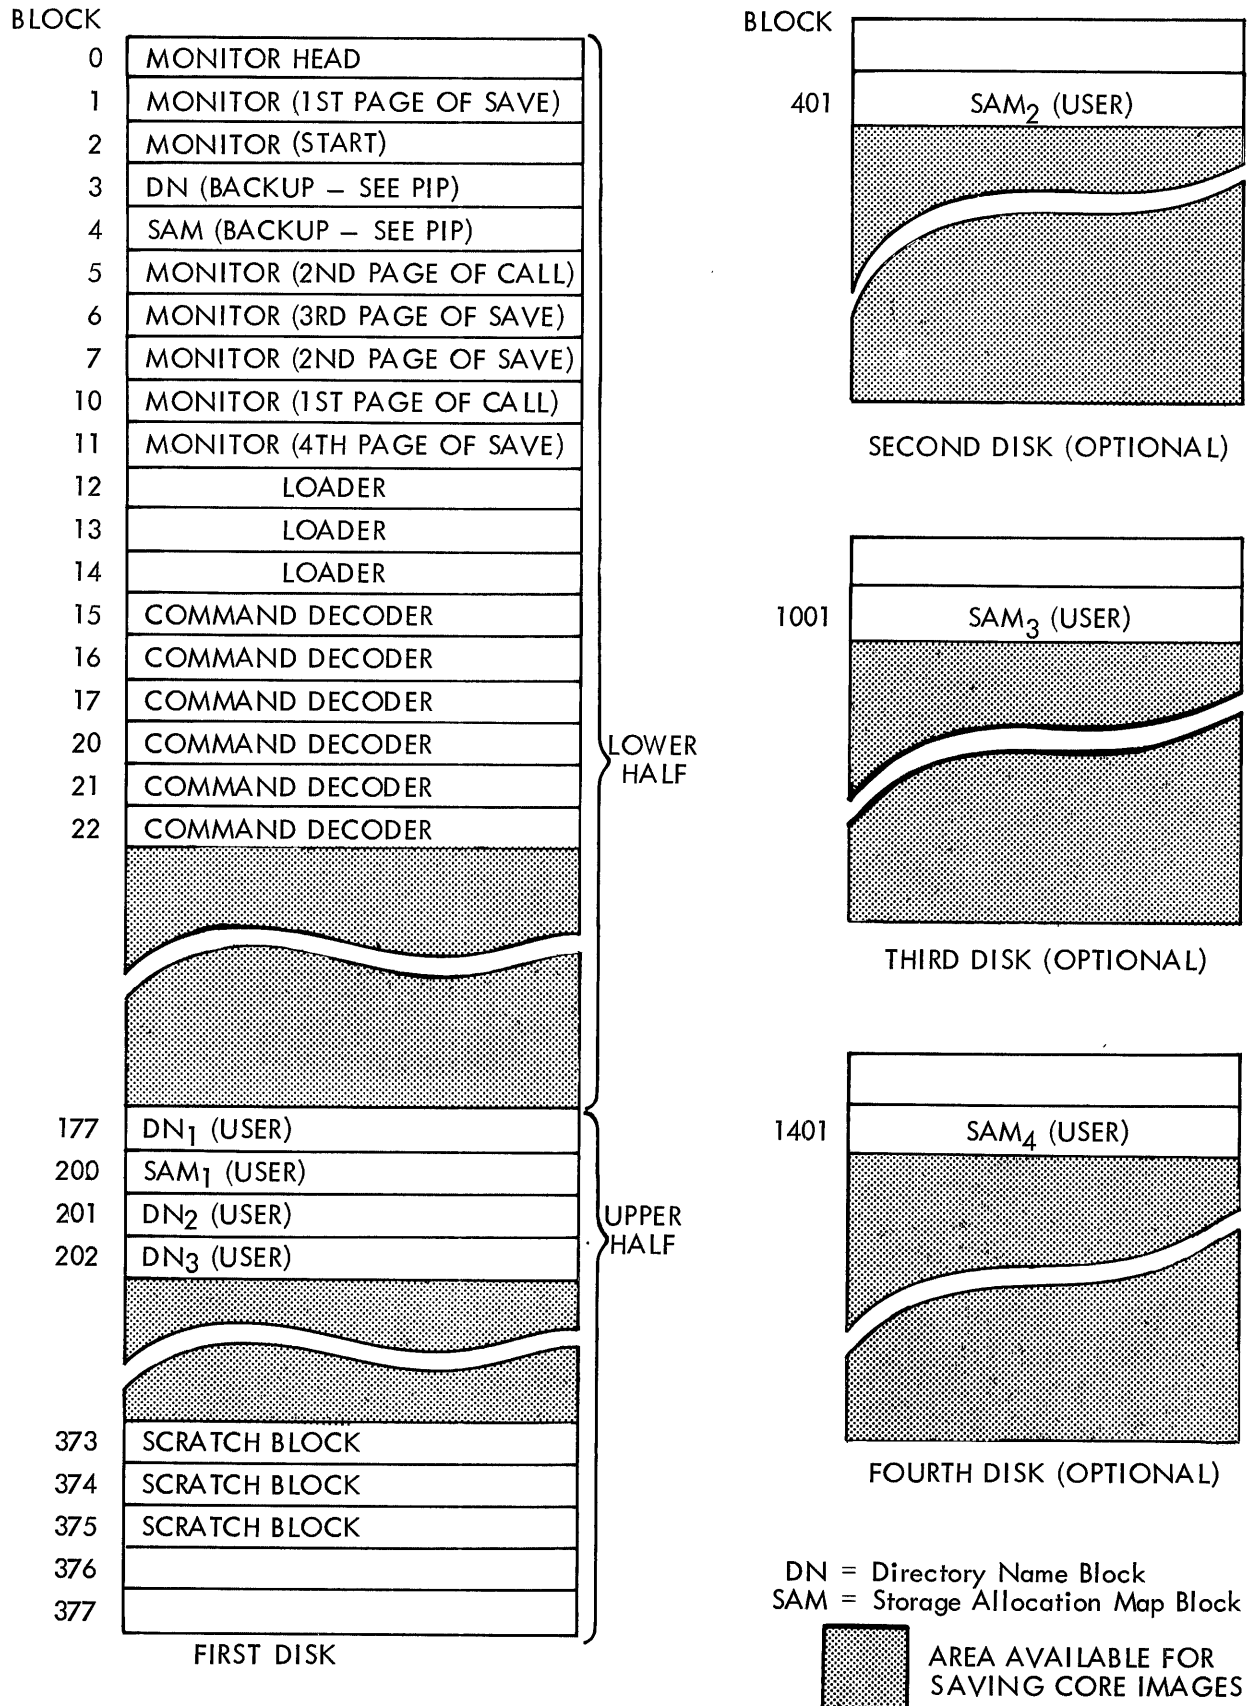 BLOCK
0 MONITOR HEAD
1 MONITOR (1ST PAGE OF SAVE)
2 MONITOR (START)
3 DN (BACKUP – SEE PIP)
4 SAM (BACKUP – SEE PIP)
5 MONITOR (2ND PAGE OF CALL)
6 MONITOR (3RD PAGE OF SAVE)
7 MONITOR (2ND PAGE OF SAVE)
10 MONITOR (1ST PAGE OF CALL)
11 MONITOR (4TH PAGE OF SAVE)
12 LOADER
13 LOADER
14 LOADER
15 COMMAND DECODER
16 COMMAND DECODER
17 COMMAND DECODER
20 COMMAND DECODER
21 COMMAND DECODER
22 COMMAND DECODER
LOWER
HALF
177 DN1 (USER)
200 SAM1 (USER)
201 DN2 (USER)
202 DN3 (USER)
UPPER
HALF
373 SCRATCH BLOCK
374 SCRATCH BLOCK
375 SCRATCH BLOCK
376
377
FIRST DISK
BLOCK
401 SAM2 (USER)
SECOND DISK (OPTIONAL)
1001 SAM3 (USER)
THIRD DISK (OPTIONAL)
1401 SAM4 (USER)
FOURTH DISK (OPTIONAL)
DN = Directory Name Block
SAM = Storage Allocation Map Block
AREA AVAILABLE FOR
SAVING CORE IMAGES